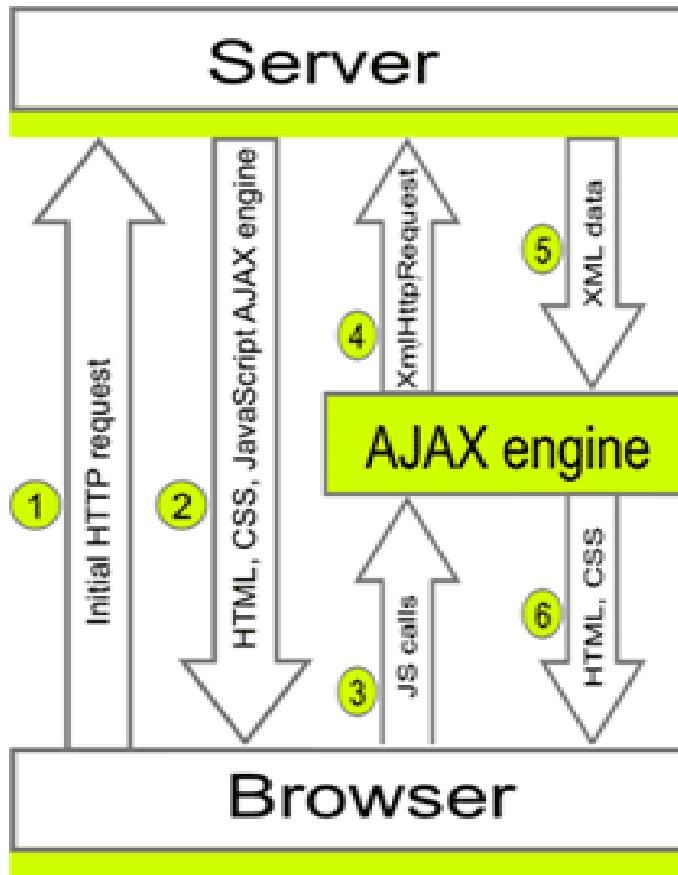 Server
1
Initial HTTP request
2
HTML, CSS, JavaScript AJAX engine
3
JS calls
4
XmlHttpRequest
5
XML data
AJAX engine
6
HTML, CSS
Browser